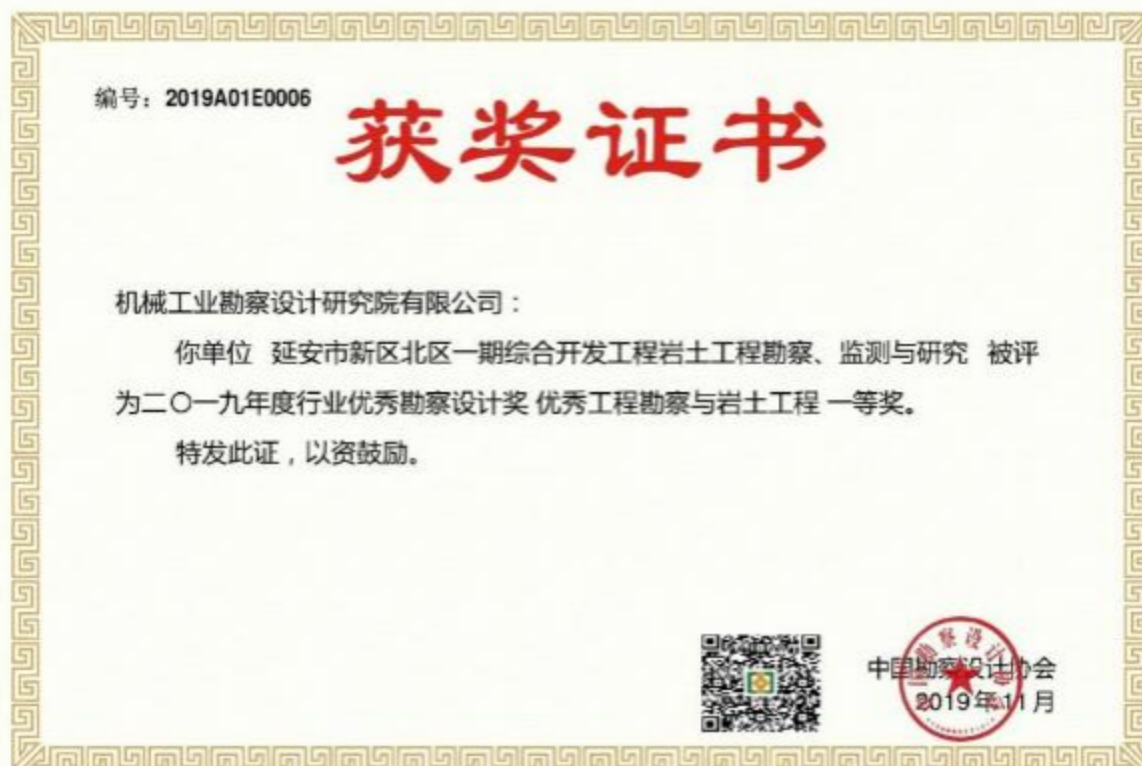 编号：2019A01E0006
获奖证书
机械工业勘察设计研究院有限公司：
你单位 延安市新区北区一期综合开发工程岩土工程勘察、监测与研究 被评
为二〇一九年度行业优秀勘察设计奖 优秀工程勘察与岩土工程 一等奖。
特发此证，以资鼓励。
中国勘察设计协会
2019年11月